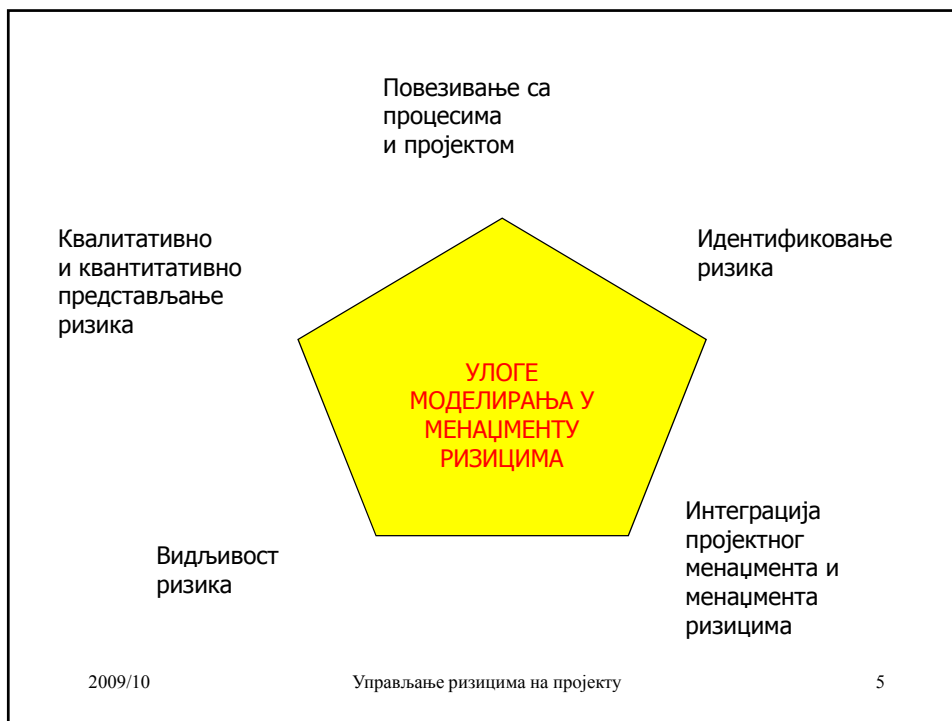 Повезивање са
процесима
и пројектом
Квалитативно
и квантитативно
представљање
ризика
Идентификовање
ризика
УЛОГЕ
МОДЕЛИРАЊА У
МЕНАЏМЕНТУ
РИЗИЦИМА
Видљивост
ризика
Интеграција
пројектног
менаџмента и
менаџмента
ризицима
2009/10
Управљање ризицима на пројекту
5